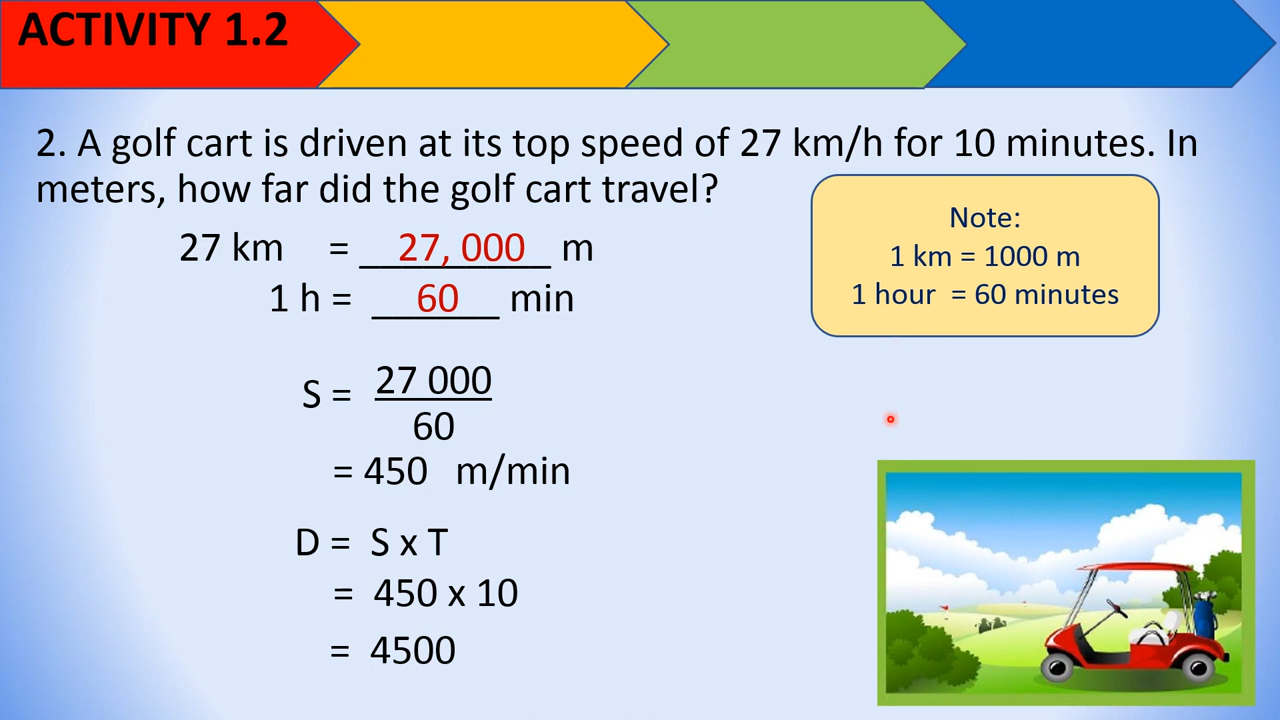 ACTIVITY 1.2
2. A golf cart is driven at its top speed of 27 km/h for 10 minutes. In
meters, how far did the golf cart travel?
27 km = 27, 000 m
1 h = 60 min
Note:
1 km = 1000 m
1 hour = 60 minutes
S = 27 000
60
= 450 m/min
D = S x T
= 450 x 10
= 4500